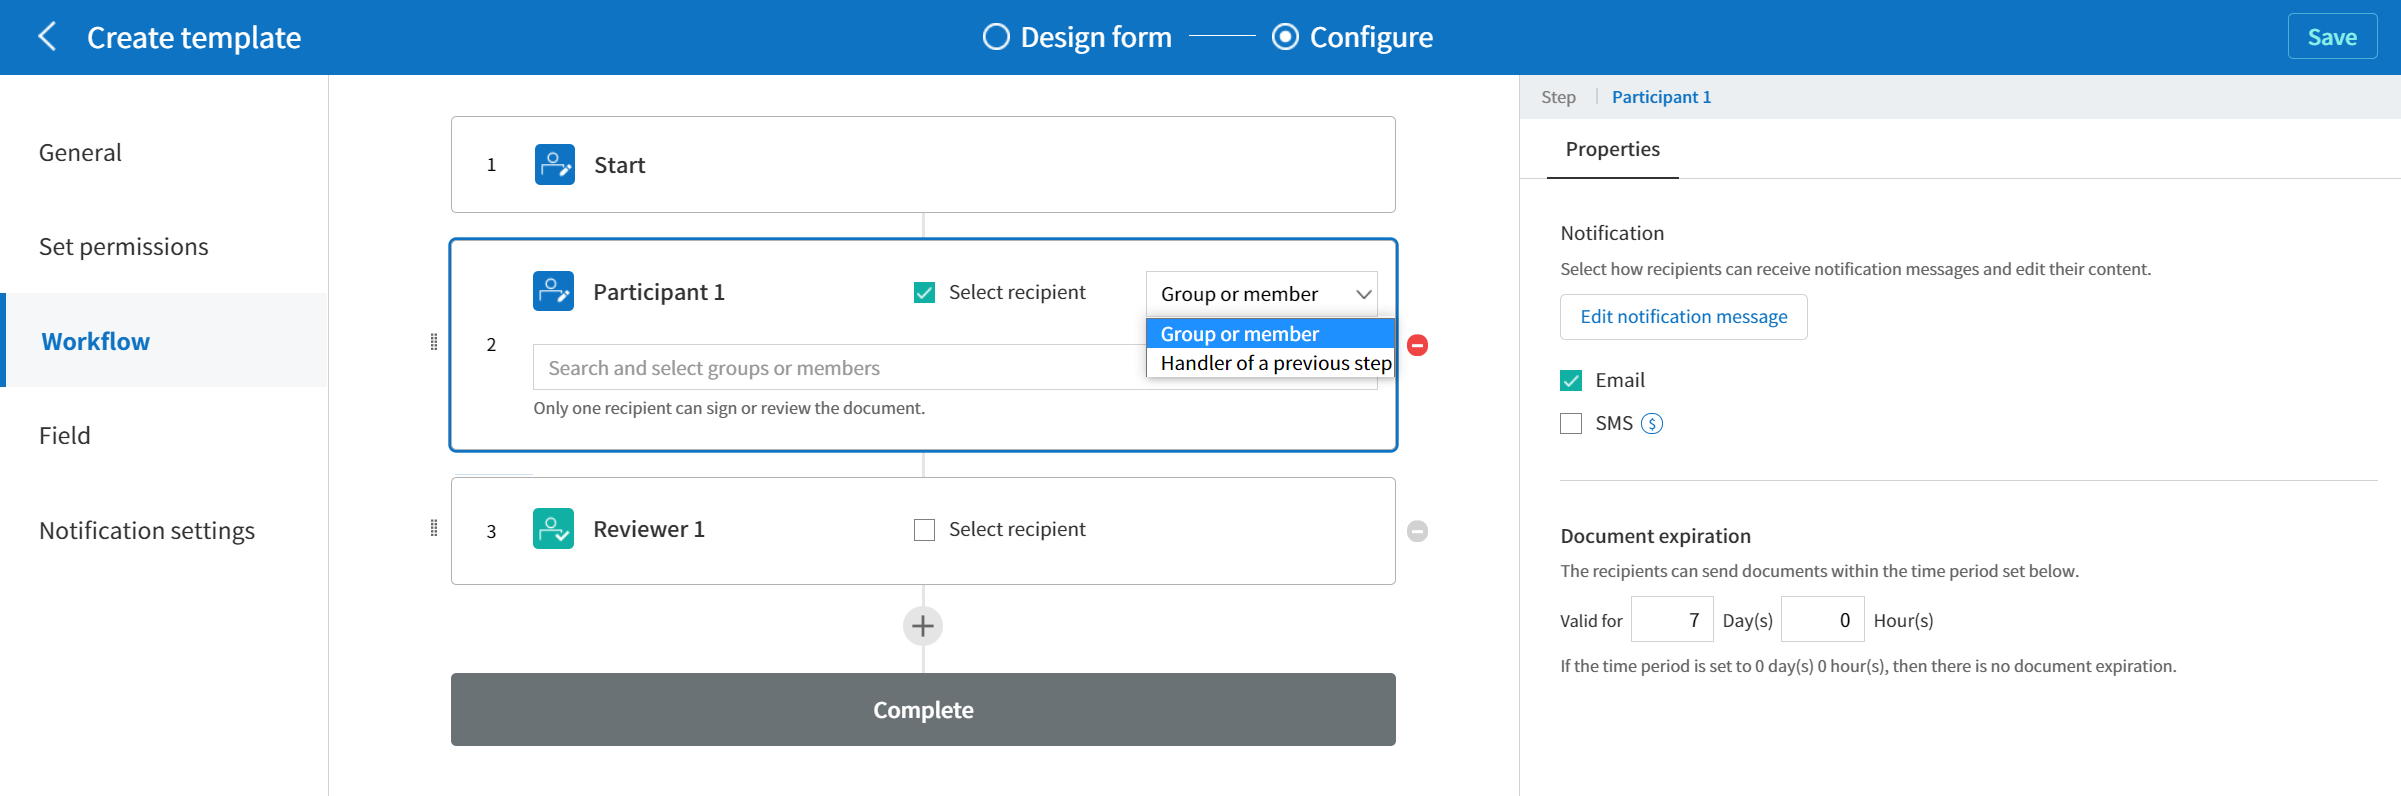 Create template
Design form
Configure
Save
General
Set permissions
Workflow
Field
Notification settings
1
Start
2
Participant 1
Select recipient
Group or member
Group or member
Handler of a previous step
Search and select groups or members
Only one recipient can sign or review the document.
3
Reviewer 1
Select recipient
Complete
Step
Participant 1
Properties
Notification
Select how recipients can receive notification messages and edit their content.
Edit notification message
Email
SMS $
Document expiration
The recipients can send documents within the time period set below.
Valid for 7 Day(s) 0 Hour(s)
If the time period is set to 0 day(s) 0 hour(s), then there is no document expiration.